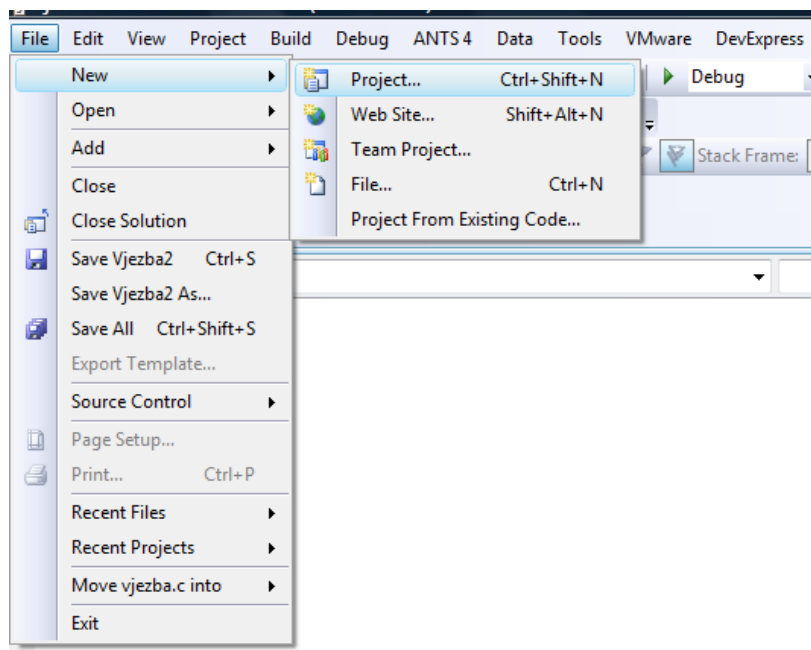 File Edit View Project Build Debug ANTS 4 Data Tools VMware DevExpress
New
Project... Ctrl+Shift+N
Debug
Open
Web Site... Shift+Alt+N
Add
Team Project...
Stack Frame:
Close
File... Ctrl+N
Close Solution
Project From Existing Code...
Save Vjezba2 Ctrl+S
Save Vjezba2 As...
Save All Ctrl+Shift+S
Export Template...
Source Control
Page Setup...
Print... Ctrl+P
Recent Files
Recent Projects
Move vjezba.c into
Exit